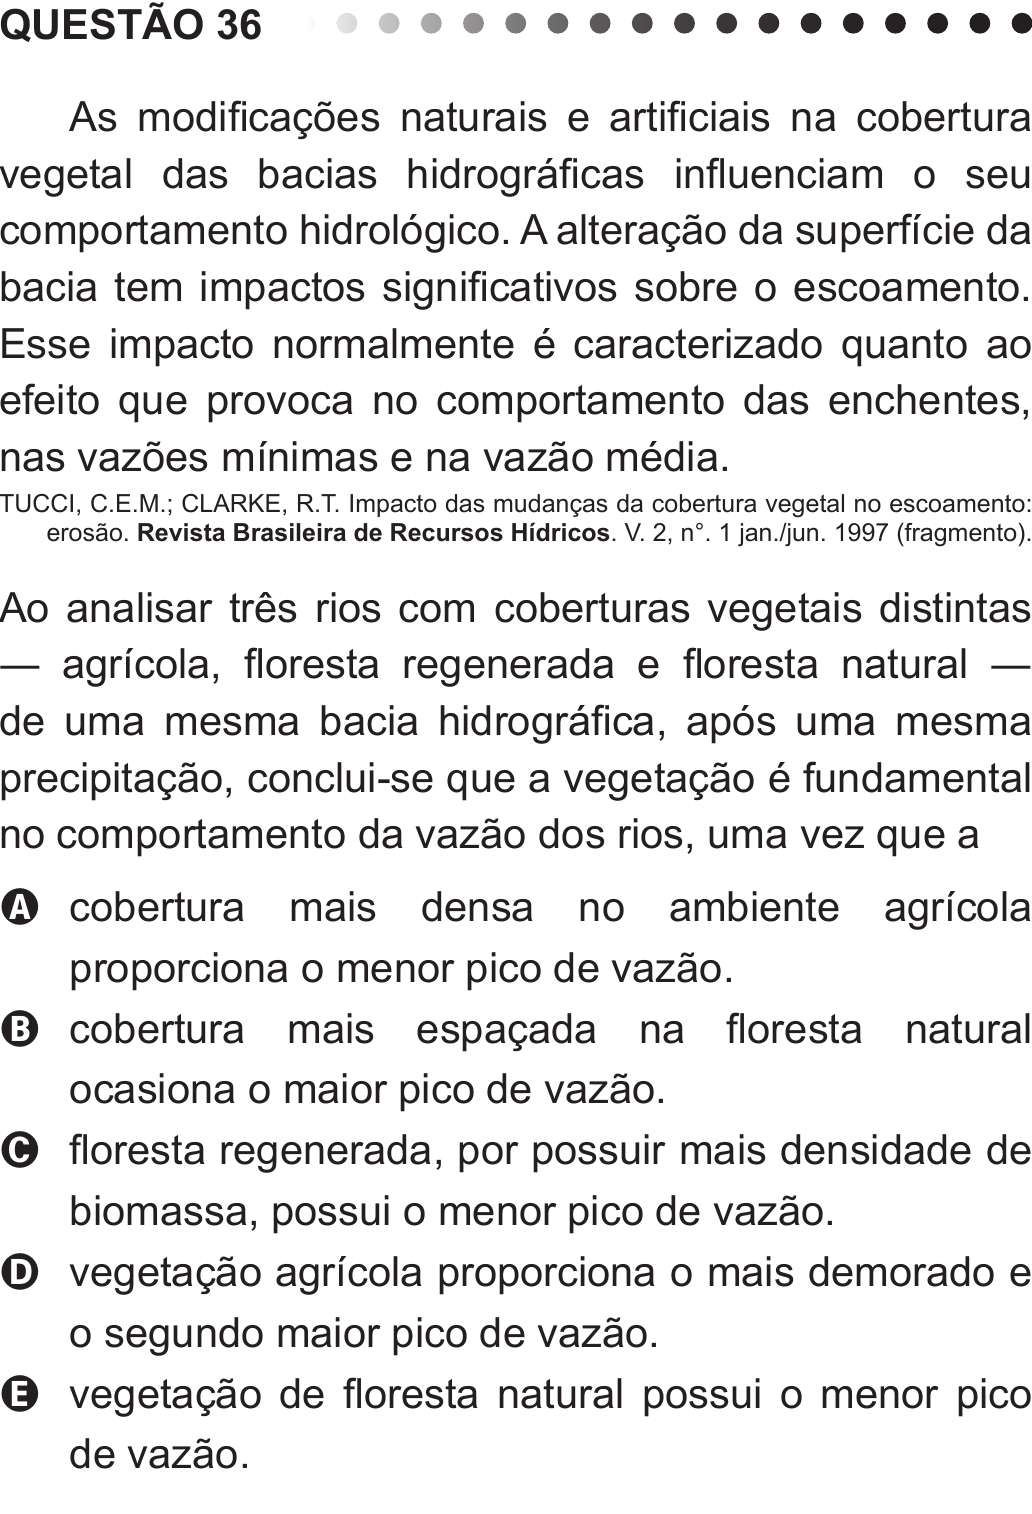 QUESTÃO 36
As modificações naturais e artificiais na cobertura
vegetal das bacias hidrográficas influenciam o seu
comportamento hidrológico. A alteração da superfície da
bacia tem impactos significativos sobre o escoamento.
Esse impacto normalmente é caracterizado quanto ao
efeito que provoca no comportamento das enchentes,
nas vazões mínimas e na vazão média.
TUCCI, C.E.M.; CLARKE, R.T. Impacto das mudanças da cobertura vegetal no escoamento:
erosão. Revista Brasileira de Recursos Hídricos. V. 2, n°. 1 jan./jun. 1997 (fragmento).
Ao analisar três rios com coberturas vegetais distintas
— agrícola, floresta regenerada e floresta natural —
de uma mesma bacia hidrográfica, após uma mesma
precipitação, conclui-se que a vegetação é fundamental
no comportamento da vazão dos rios, uma vez que a
A cobertura mais densa no ambiente agrícola
proporciona o menor pico de vazão.
B cobertura mais espaçada na floresta natural
ocasiona o maior pico de vazão.
C floresta regenerada, por possuir mais densidade de
biomassa, possui o menor pico de vazão.
D vegetação agrícola proporciona o mais demorado e
o segundo maior pico de vazão.
E vegetação de floresta natural possui o menor pico
de vazão.